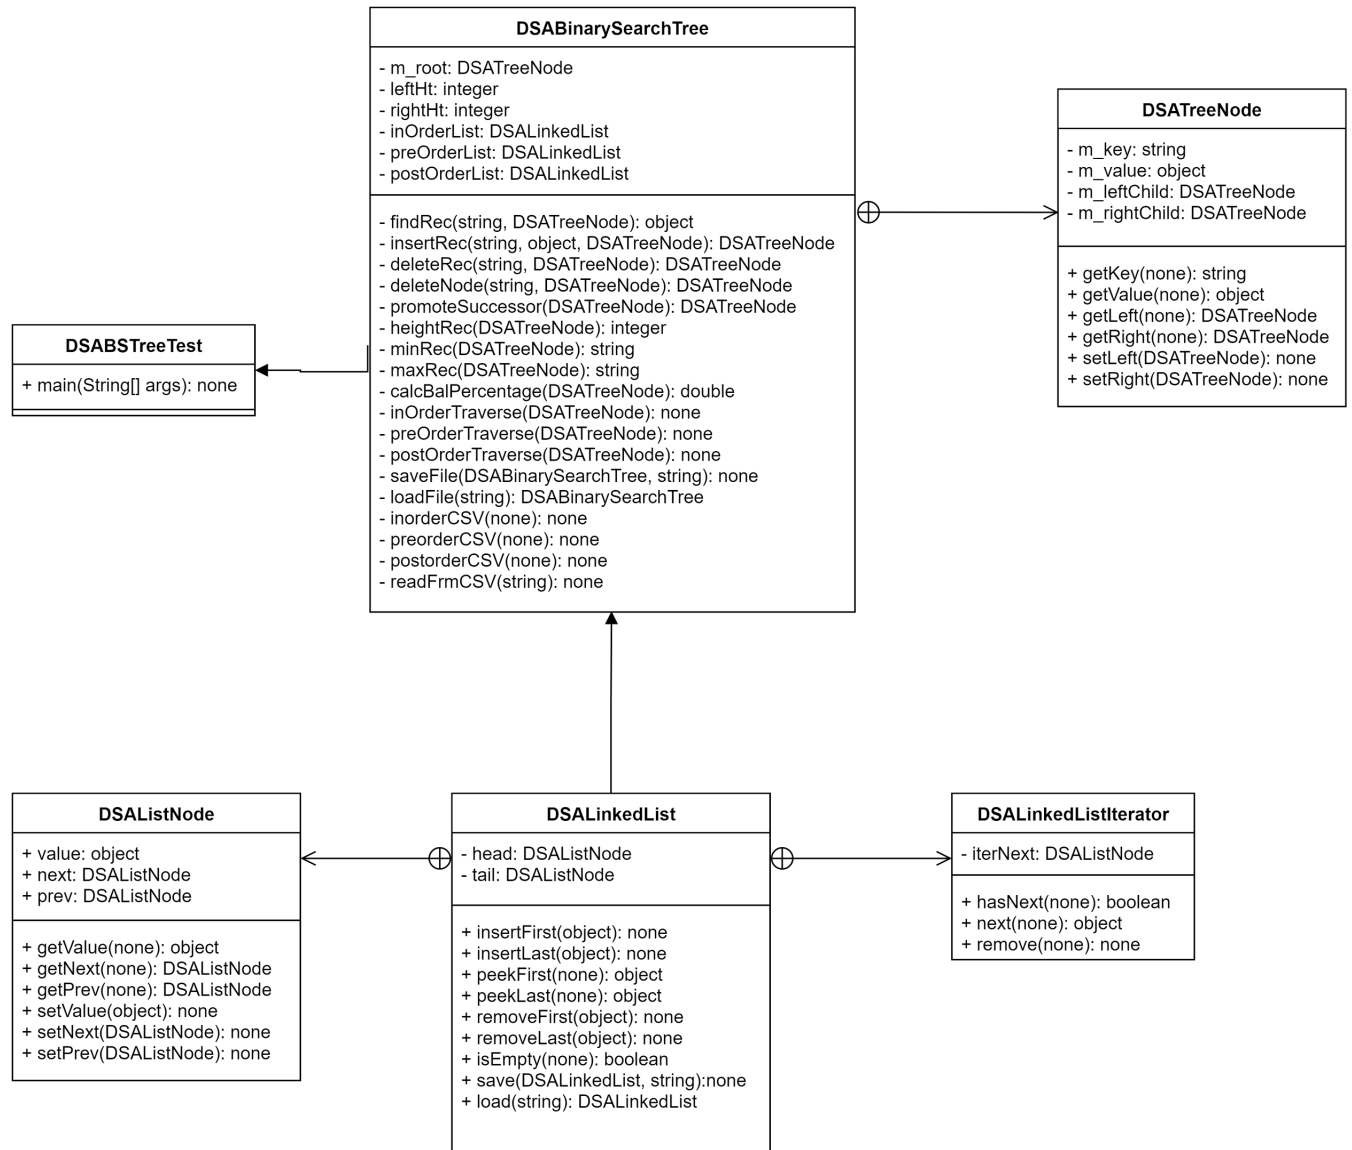 DSABinarySearchTree
- m_root: DSATreeNode
- leftHt: integer
- rightHt: integer
- inOrderList: DSALinkedList
- preOrderList: DSALinkedList
- postOrderList: DSALinkedList
- findRec(string, DSATreeNode): object
- insertRec(string, object, DSATreeNode): DSATreeNode
- deleteRec(string, DSATreeNode): DSATreeNode
- deleteNode(string, DSATreeNode): DSATreeNode
- promoteSuccessor(DSATreeNode): DSATreeNode
- heightRec(DSATreeNode): integer
- minRec(DSATreeNode): string
- maxRec(DSATreeNode): string
- calcBalPercentage(DSATreeNode): double
- inOrderTraverse(DSATreeNode): none
- preOrderTraverse(DSATreeNode): none
- postOrderTraverse(DSATreeNode): none
- saveFile(DSABinarySearchTree, string): none
- loadFile(string): DSABinarySearchTree
- inorderCSV(none): none
- preorderCSV(none): none
- postorderCSV(none): none
- readFrmCSV(string): none
DSATreeNode
- m_key: string
- m_value: object
- m_leftChild: DSATreeNode
- m_rightChild: DSATreeNode
+ getKey(none): string
+ getValue(none): object
+ getLeft(none): DSATreeNode
+ getRight(none): DSATreeNode
+ setLeft(DSATreeNode): none
+ setRight(DSATreeNode): none
DSABSTreeTest
+ main(String[] args): none
DSAListNode
+ value: object
+ next: DSAListNode
+ prev: DSAListNode
+ getValue(none): object
+ getNext(none): DSAListNode
+ getPrev(none): DSAListNode
+ setValue(object): none
+ setNext(DSAListNode): none
+ setPrev(DSAListNode): none
DSALinkedList
- head: DSAListNode
- tail: DSAListNode
+ insertFirst(object): none
+ insertLast(object): none
+ peekFirst(none): object
+ peekLast(none): object
+ removeFirst(object): none
+ removeLast(object): none
+ isEmpty(none): boolean
+ save(DSALinkedList, string):none
+ load(string): DSALinkedList
DSALinkedListIterator
- iterNext: DSAListNode
+ hasNext(none): boolean
+ next(none): object
+ remove(none): none